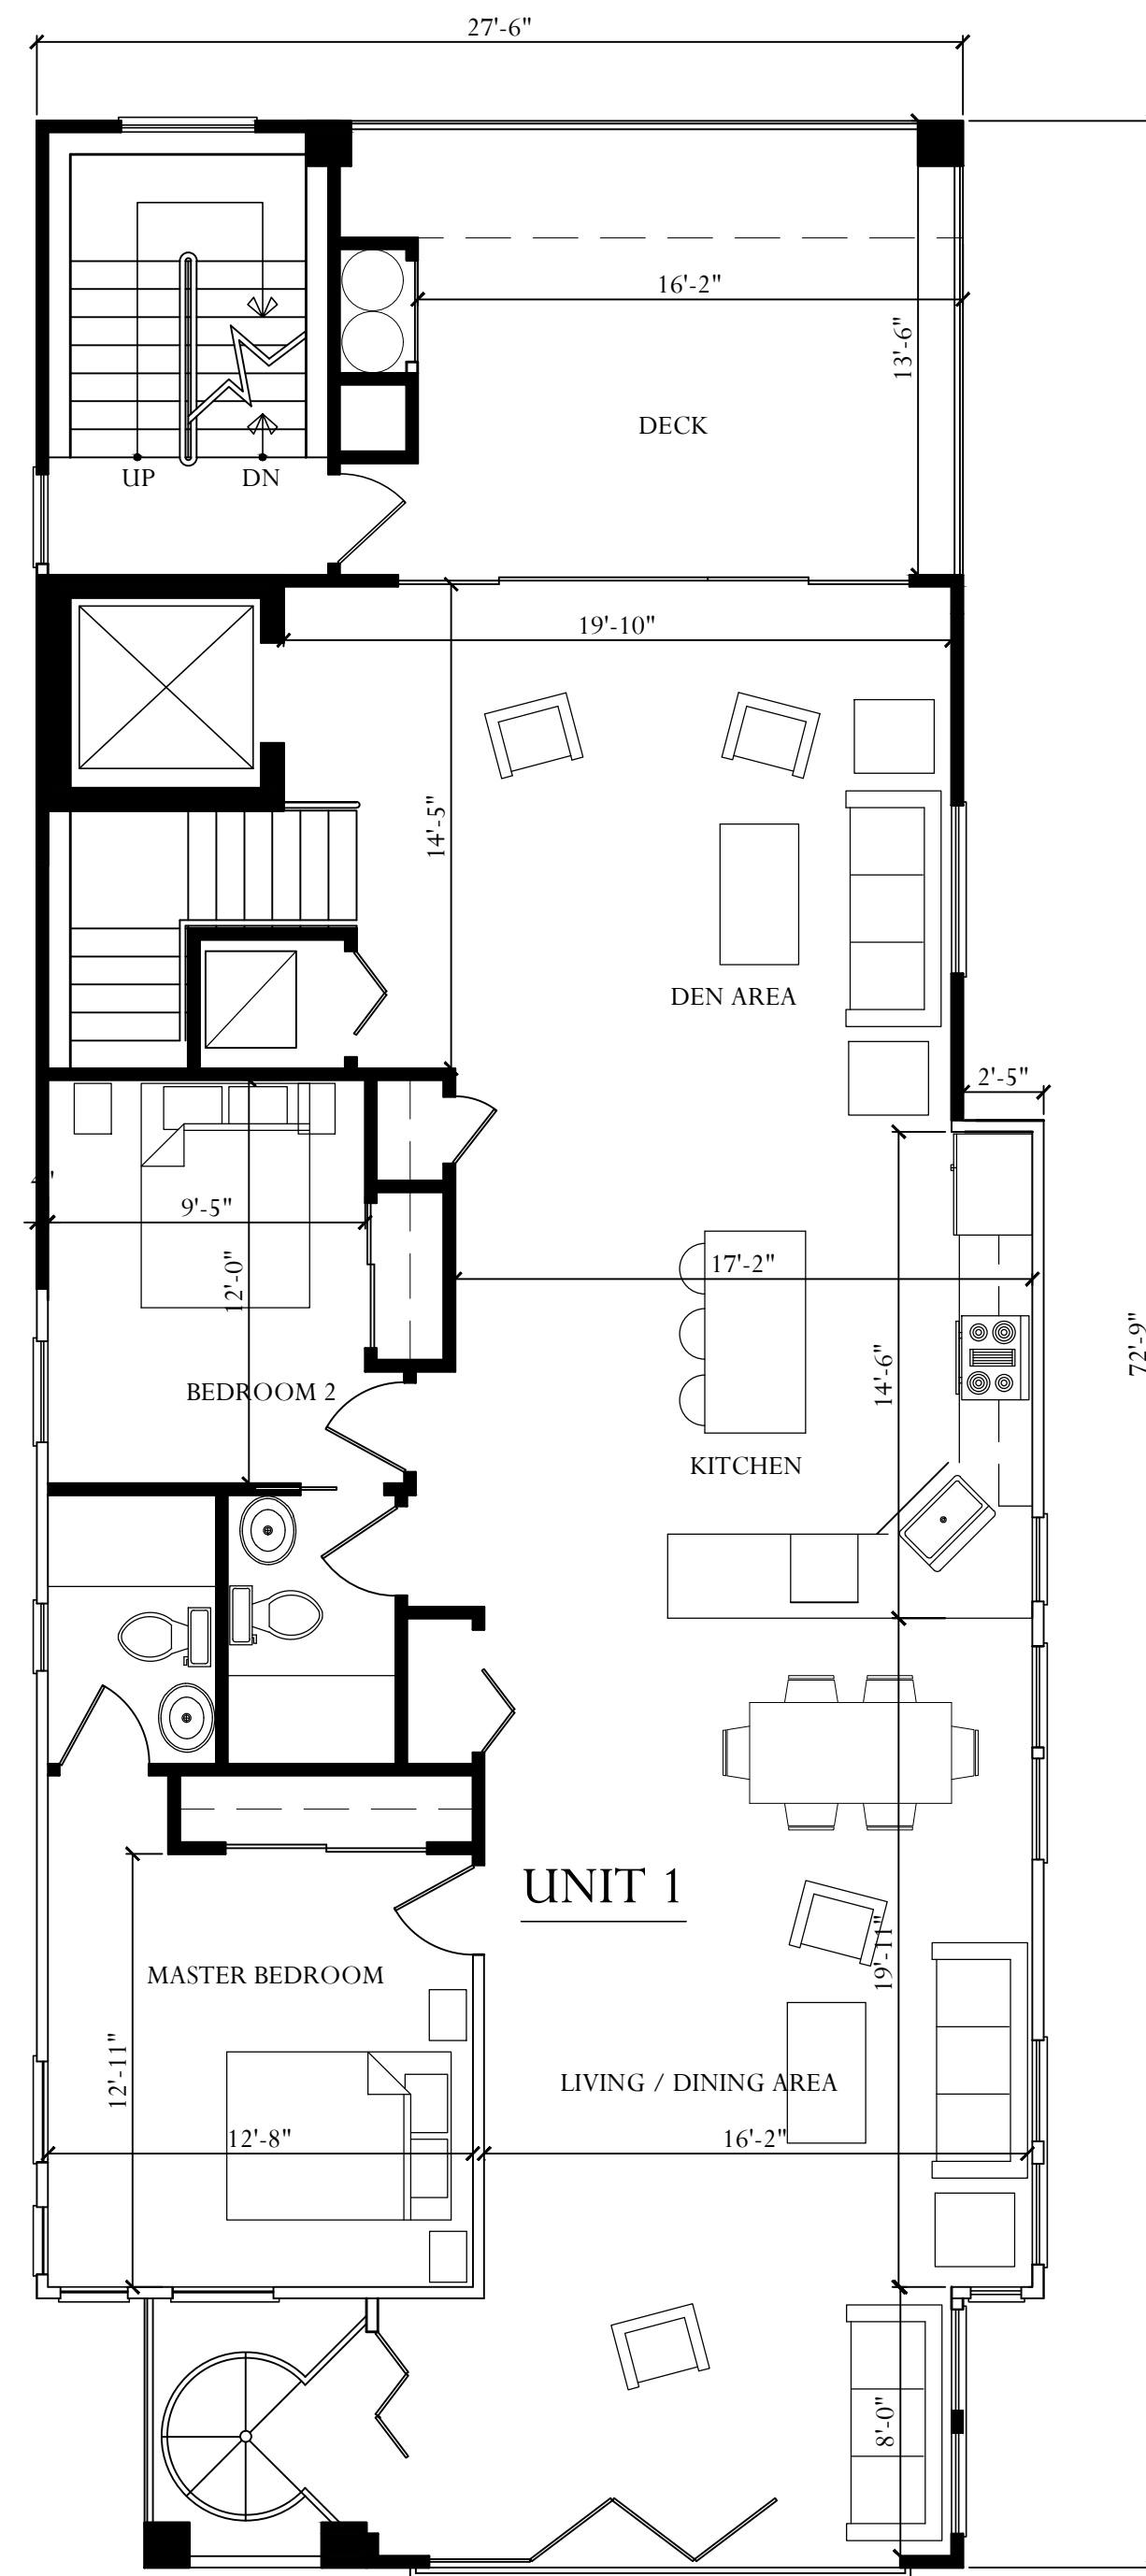 27'-6"
16'-2"
13'-6"
DECK
UP
DN
19'-10"
14'-5"
DEN AREA
2'-5"
9'-5"
12'-0"
17'-2"
72'-9"
14'-6"
BEDROOM 2
KITCHEN
UNIT 1
19'-11"
MASTER BEDROOM
12'-11"
LIVING / DINING AREA
12'-8"
16'-2"
8'-0"